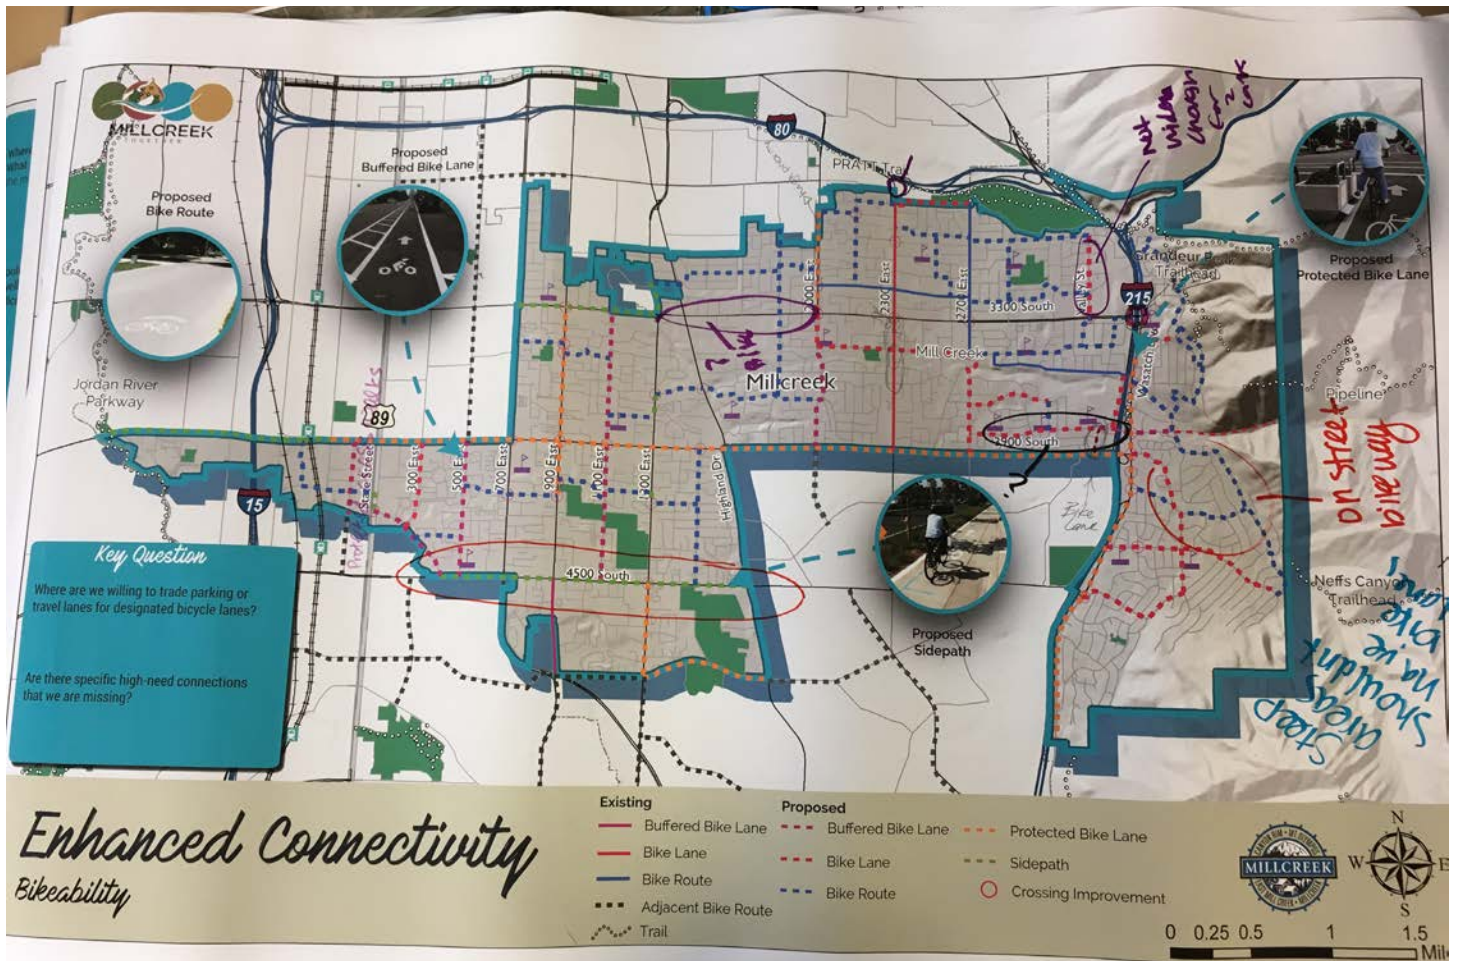 MILLCREEK
TOGETHER
Proposed
Bike Route
Proposed
Buffered Bike Lane
80
PRATT Trail
Not
wide
enough
for 2
cars
Proposed
Protected Bike Lane
Grandeur Peak
Trailhead
215
3300 South
2000 East
2300 East
2700 East
Mill Creek
Millcreek
?
Bike
Wasatch
Pipeline
Jordan River
Parkway
89
State Street
300 East
500 E
700 East
900 East
1100 East
1300 East
Highland Dr.
3900 South
?
on street
bikeway
15
Bike
Lane
4500 South
Proposed
Sidepath
Neffs Canyon
Trailhead
Steep
areas
shouldnt
have
bike
lanes
Key Question
Where are we willing to trade parking or
travel lanes for designated bicycle lanes?
Are there specific high-need connections
that we are missing?
Enhanced Connectivity
Bikeability
Existing
Buffered Bike Lane
Bike Lane
Bike Route
Adjacent Bike Route
Trail
Proposed
Buffered Bike Lane
Bike Lane
Bike Route
Protected Bike Lane
Sidepath
Crossing Improvement
MILLCREEK
N
W
E
S
0 0.25 0.5 1 1.5